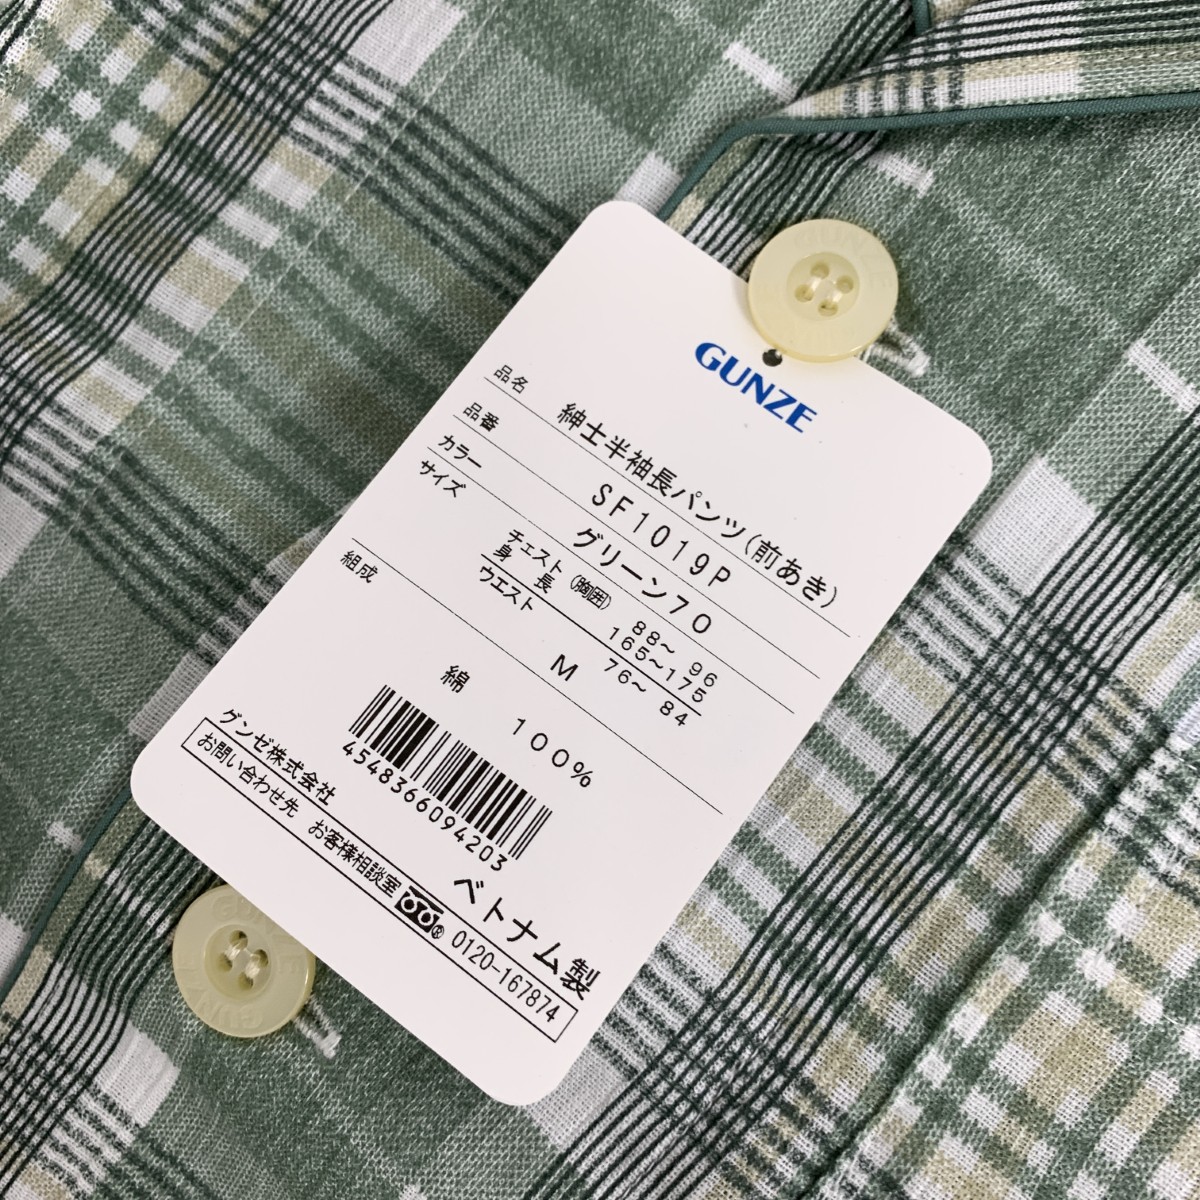 GUNZE
品名 紳士半袖長パンツ(前あき)
品番 SF1019P
カラー グリーン70
サイズ チェスト(胸囲) 88~ 96
身 長 165~175
ウエスト 76~ 84
M
組成 綿 100%
4548366094203
グンゼ株式会社 ベトナム製
お問い合わせ先 お客様相談室 ® 0120-167874
GUNZE
GUNZE
GUNZE